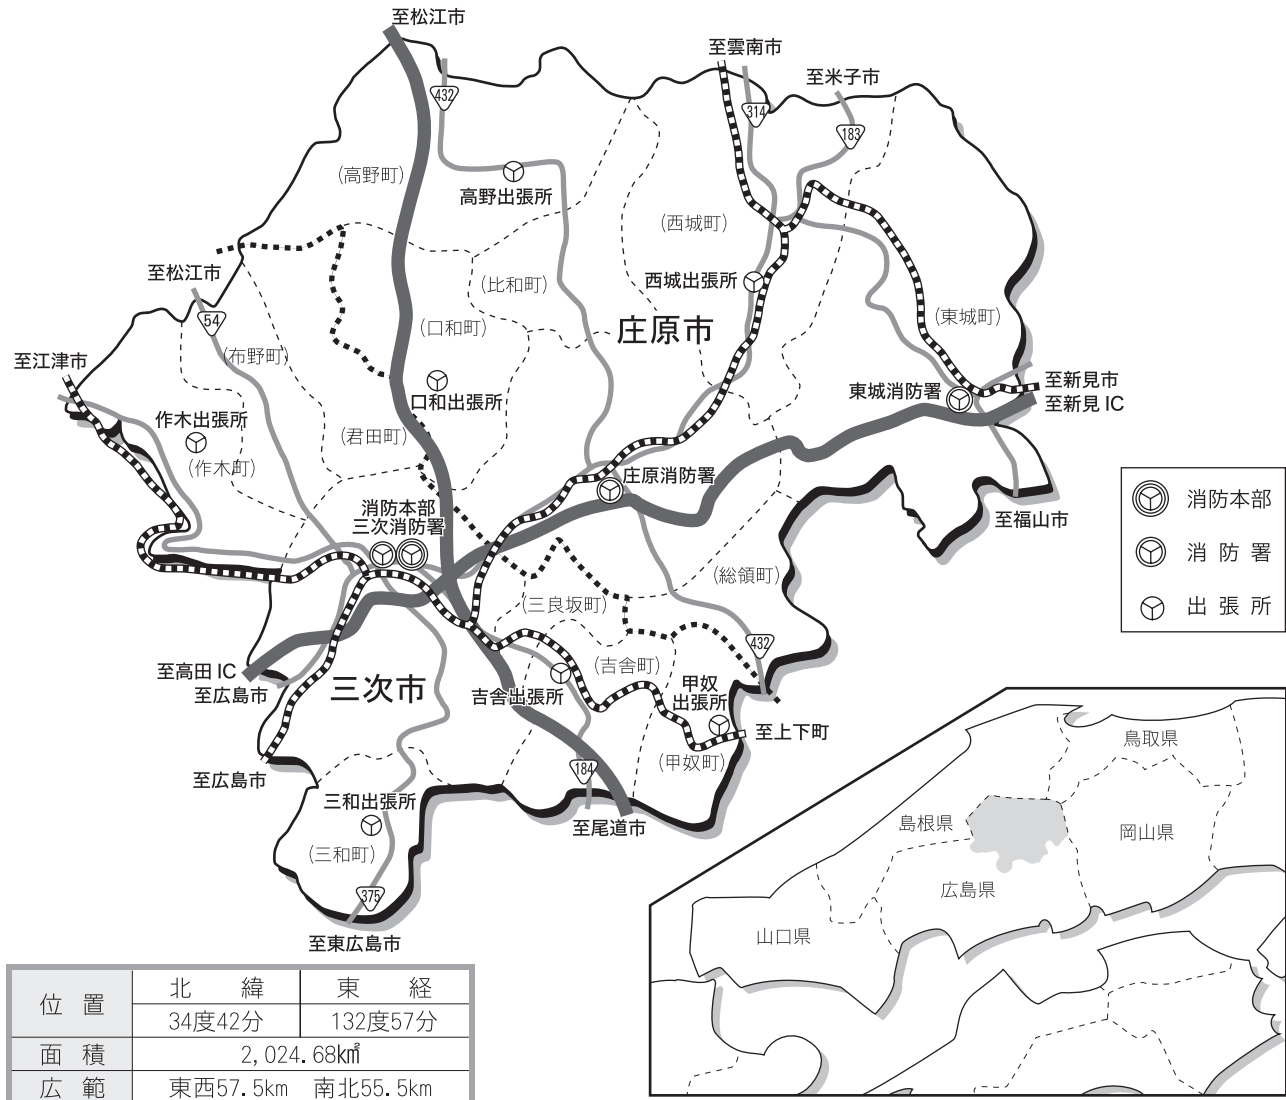 至松江市
432
至雲南市
314
至米子市
183
(高野町)
高野出張所
(西城町)
至松江市
54
(比和町)
西城出張所
(口和町)
庄原市
(東城町)
(布野町)
至江津市
口和出張所
東城消防署
至新見市
至新見IC
作木出張所
(作木町)
(君田町)
庄原消防署
消防本部
三次消防署
至福山市
消防本部
消防署
出張所
(総領町)
(三良坂町)
432
(吉舎町)
至高田IC
至広島市
三次市
吉舎出張所
甲奴
出張所
至上下町
(甲奴町)
184
至広島市
三和出張所
至尾道市
(三和町)
375
至東広島市
鳥取県
島根県
岡山県
広島県
山口県
位置 北緯 東経
34度42分 132度57分
面積 2,024.68㎢
広範 東西57.5km 南北55.5km